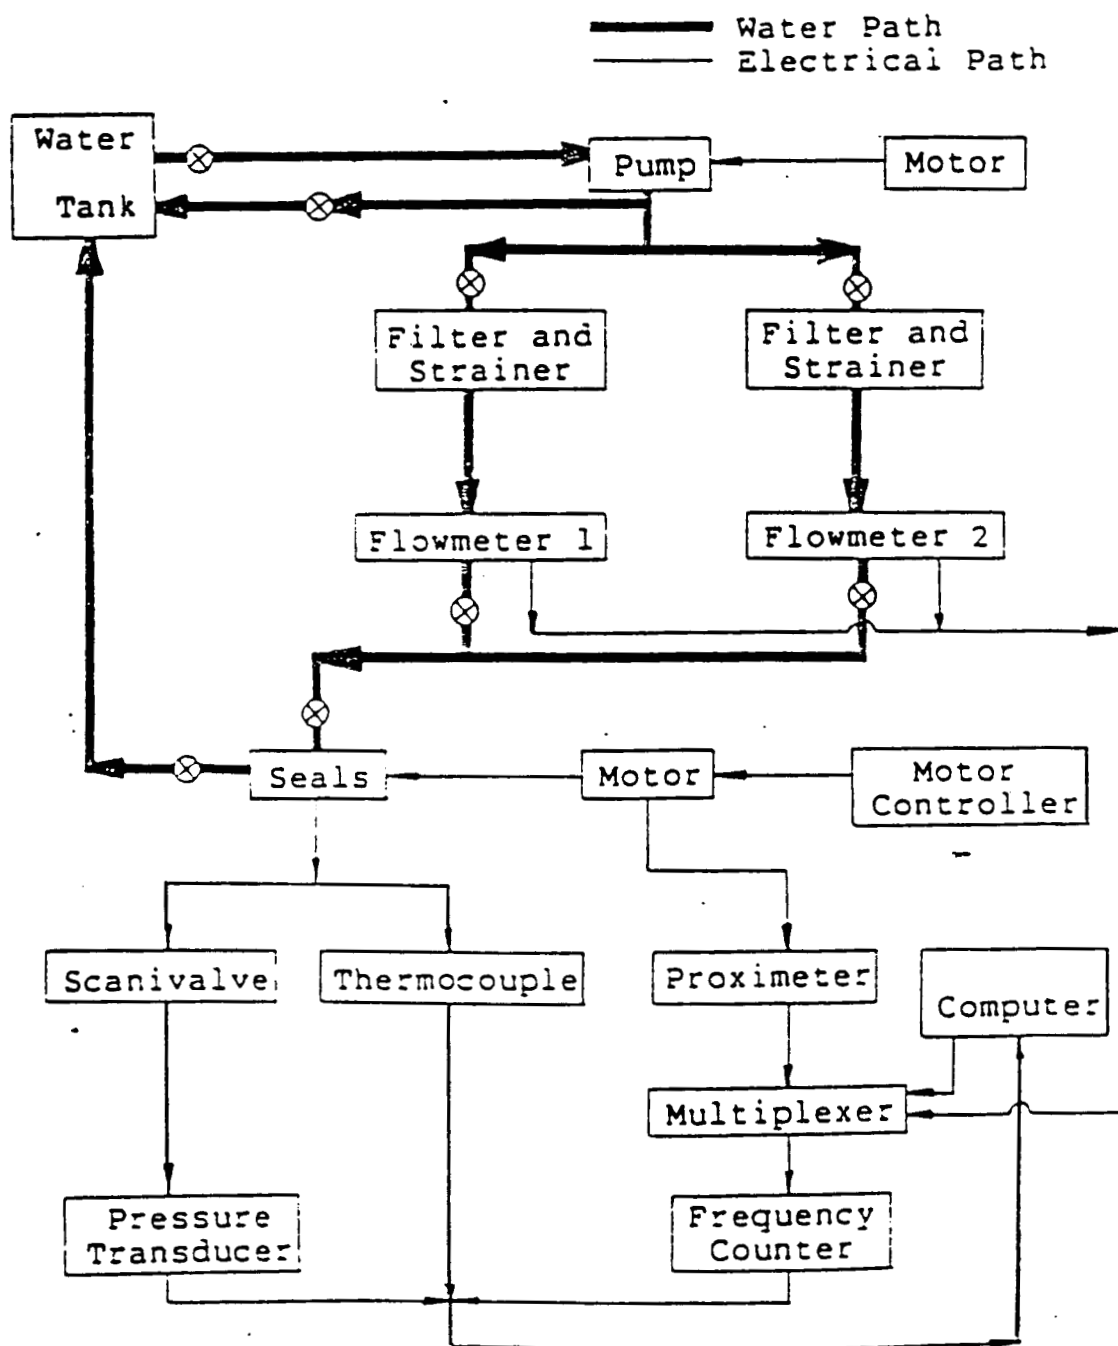 Water Path
Electrical Path
Water
Tank
Pump
Motor
Filter and
Strainer
Filter and
Strainer
Flowmeter 1
Flowmeter 2
Seals
Motor
Motor
Controller
Scanivalve
Thermocouple
Proximeter
Computer
Multiplexer
Pressure
Transducer
Frequency
Counter